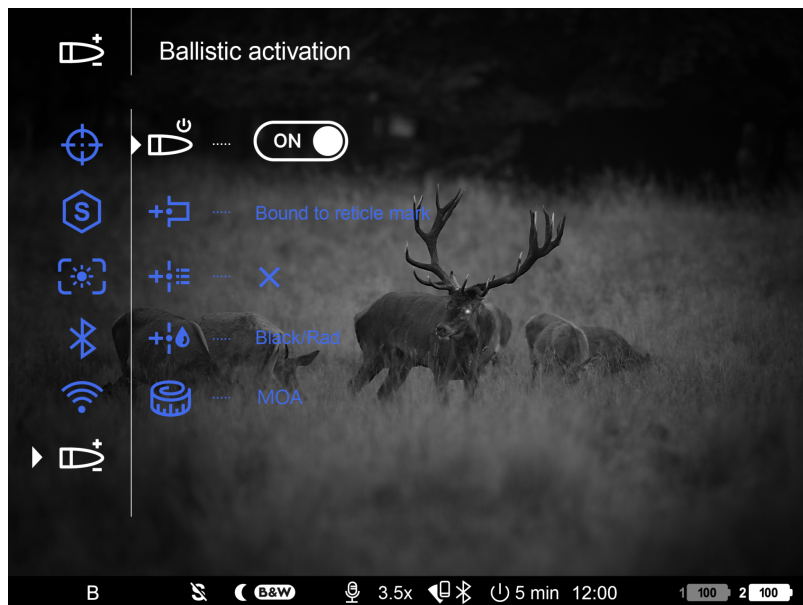 Ballistic activation
ON
S
Bound to reticle mark
Black/Rad
MOA
B
S
B&W
3.5x
5 min
12:00
1 100
2 100